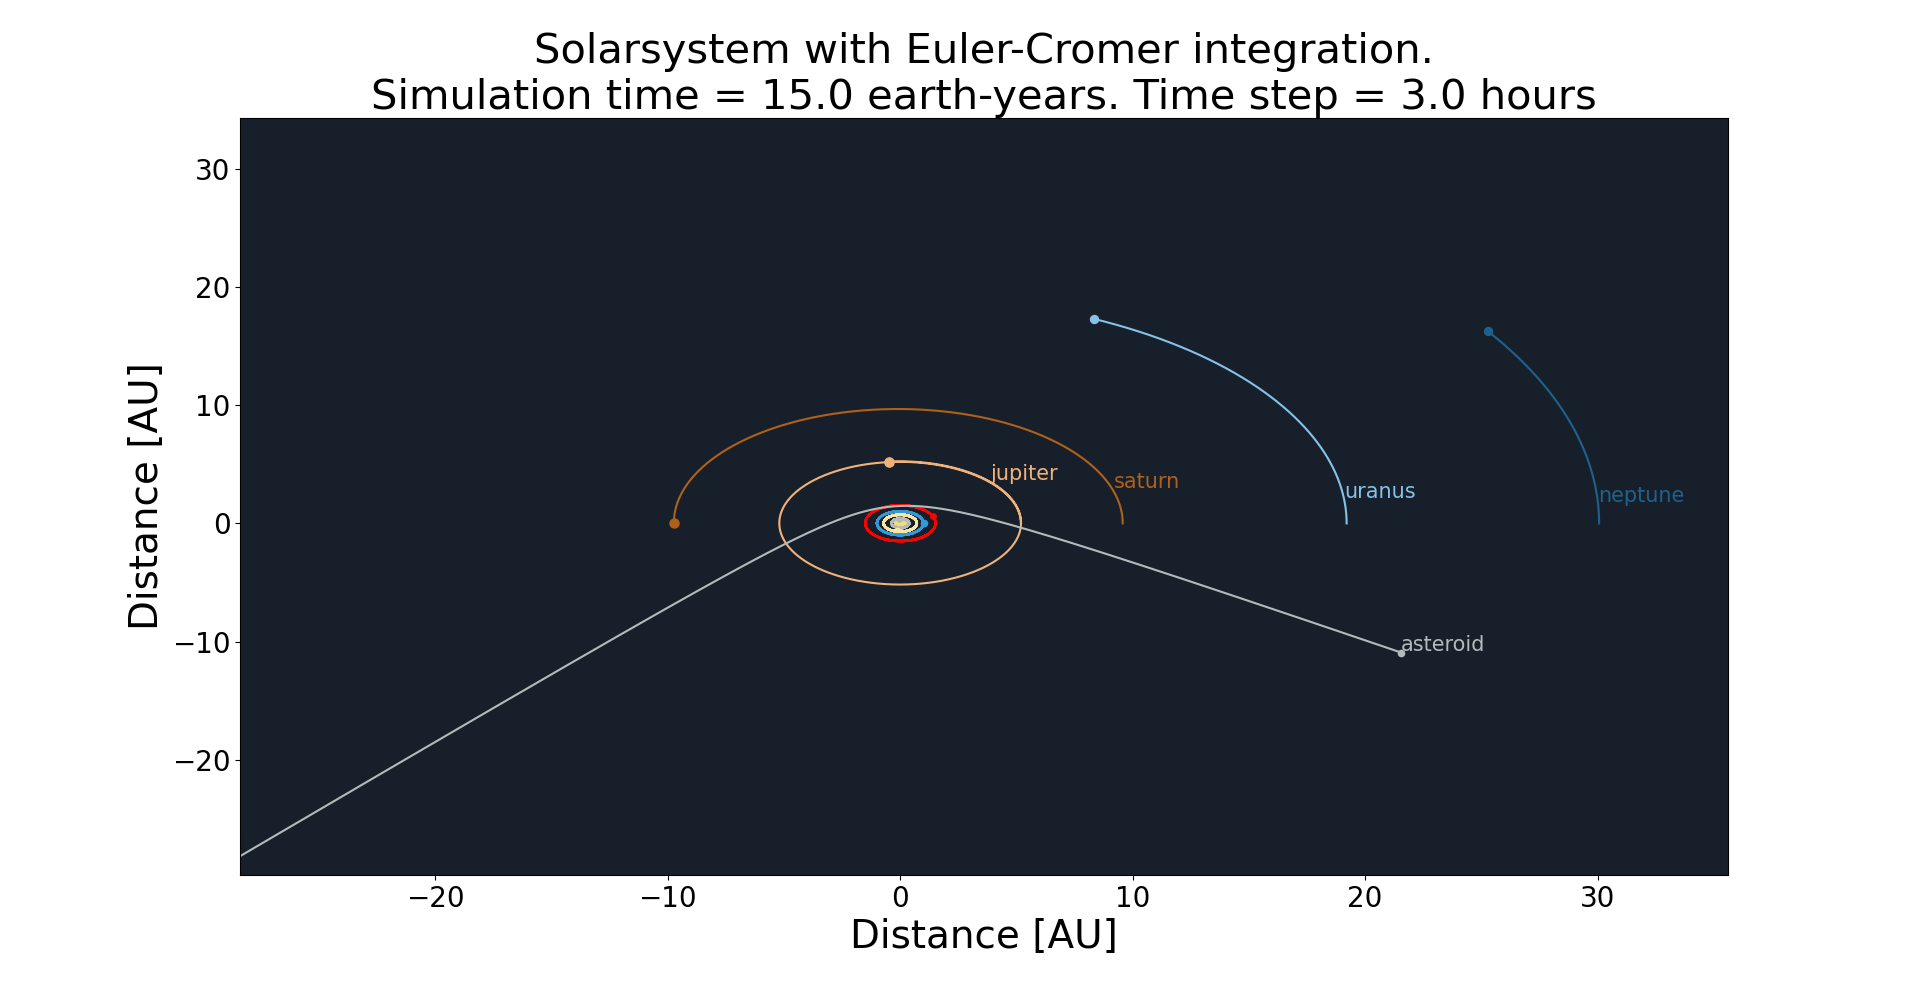 Solarsystem with Euler-Cromer integration.
Simulation time = 15.0 earth-years. Time step = 3.0 hours
Distance [AU]
30
20
10
0
−10
−20
jupiter
saturn
uranus
neptune
asteroid
−20
−10
0
10
20
30
Distance [AU]